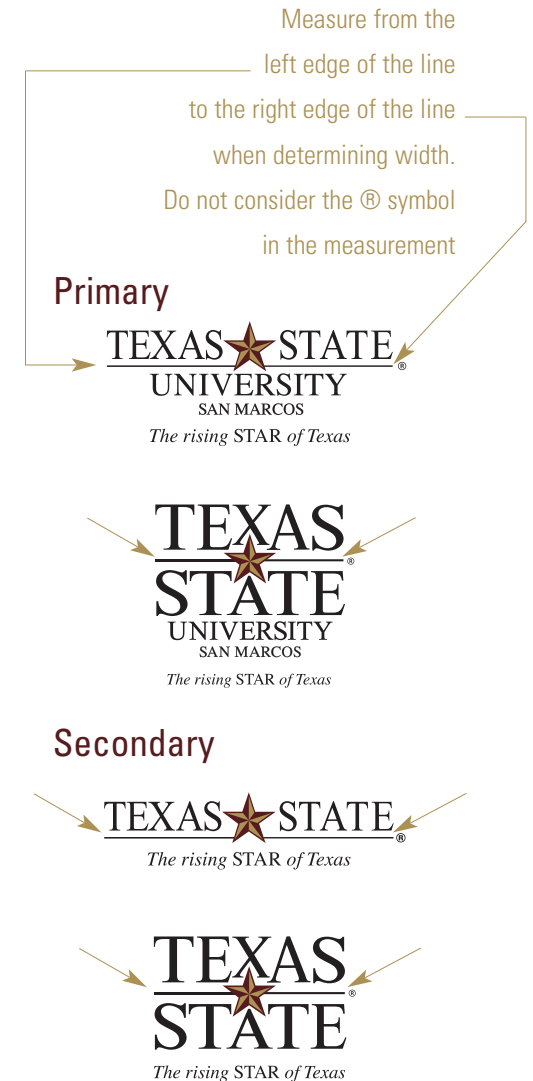 Measure from the
left edge of the line
to the right edge of the line
when determining width.
Do not consider the ® symbol
in the measurement
Primary
TEXAS STATE®
UNIVERSITY
SAN MARCOS
The rising STAR of Texas
TEXAS
®
STATE
UNIVERSITY
SAN MARCOS
The rising STAR of Texas
Secondary
TEXAS STATE®
The rising STAR of Texas
TEXAS
®
STATE
The rising STAR of Texas